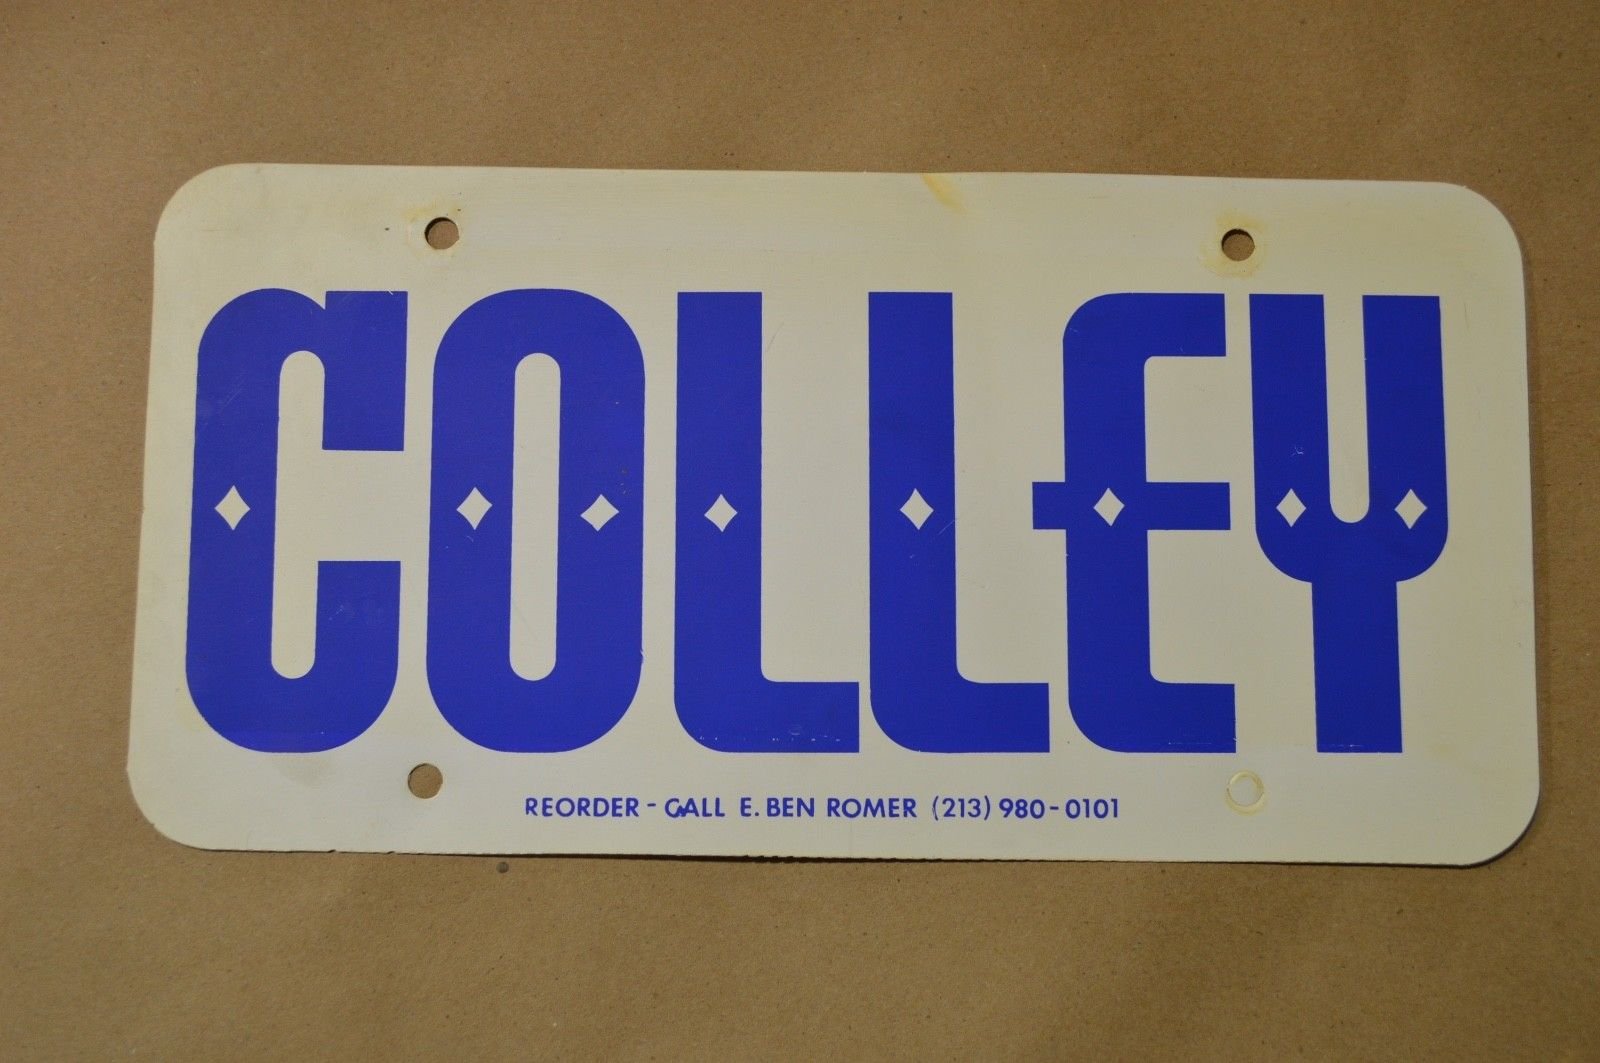 COLLEY
REORDER - CALL E. BEN ROMER (213) 980-0101